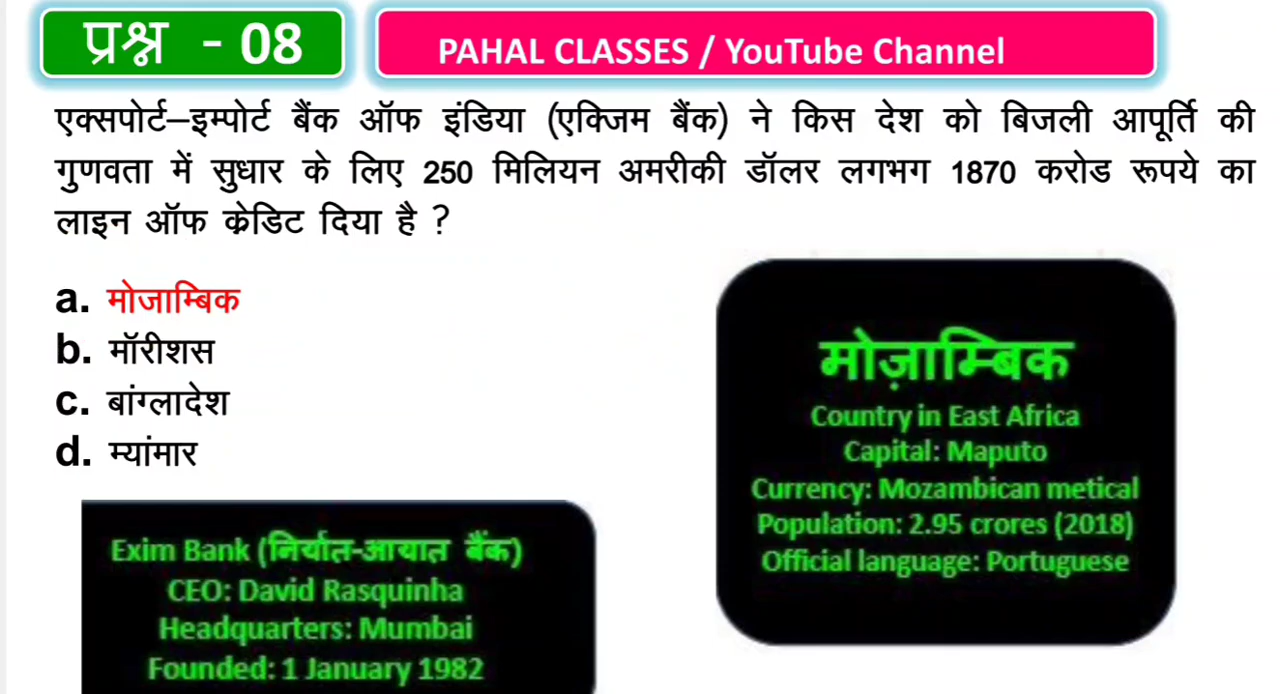 प्रश्न - 08
PAHAL CLASSES / YouTube Channel
एक्सपोर्ट–इम्पोर्ट बैंक ऑफ इंडिया (एक्जिम बैंक) ने किस देश को बिजली आपूर्ति की
गुणवता में सुधार के लिए 250 मिलियन अमरीकी डॉलर लगभग 1870 करोड रूपये का
लाइन ऑफ क्रेडिट दिया है ?
a. मोजाम्बिक
b. मॉरीशस
c. बांग्लादेश
d. म्यांमार
मोज़ाम्बिक
Country in East Africa
Capital: Maputo
Currency: Mozambican metical
Population: 2.95 crores (2018)
Official language: Portuguese
Exim Bank (निर्यात-आयात बैंक)
CEO: David Rasquinha
Headquarters: Mumbai
Founded: 1 January 1982